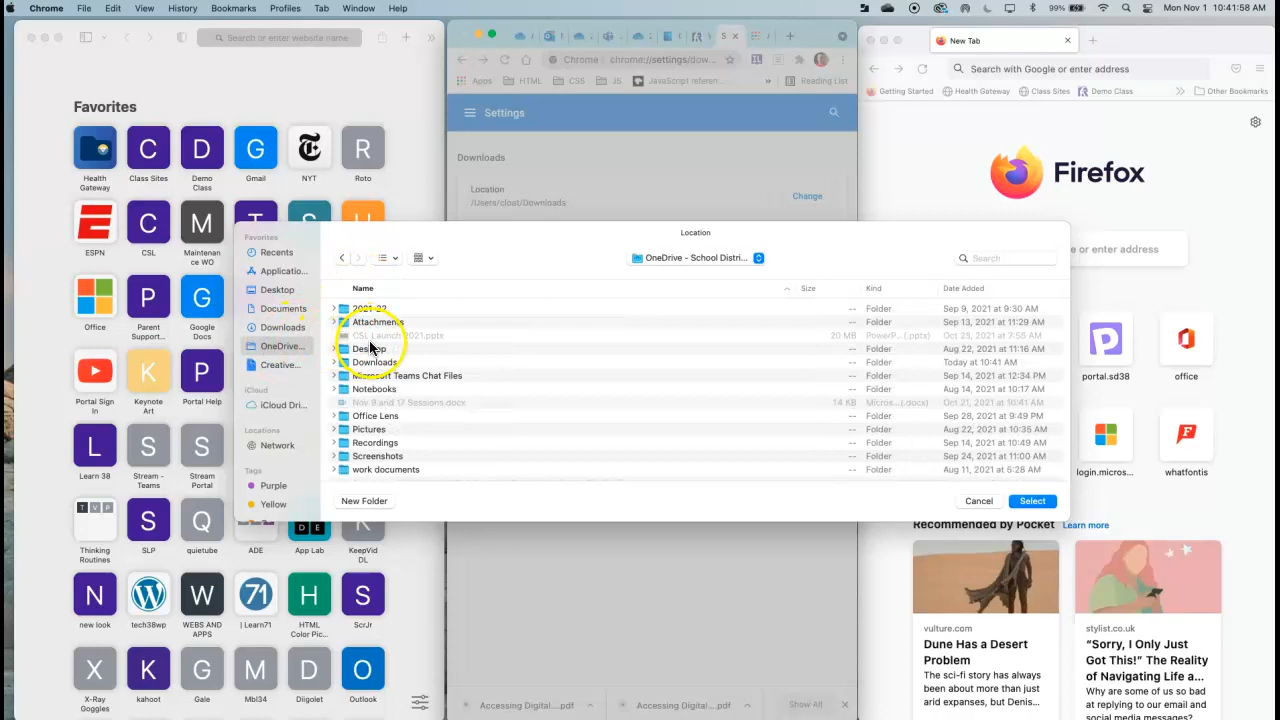 Chrome File Edit View History Bookmarks Profiles Tab Window Help 99% Mon Nov 1 10:41:58 AM
Search or enter website name
Favorites
Health Gateway
Class Sites
Demo Class
Gmail
NYT
Roto
ESPN
CSL
Maintenance WO
Office
Parent Support...
Google Docs
Portal Sign In
Keynote Art
Portal Help
Learn 38
Stream - Teams
Stream Portal
Thinking Routines
SLP
quietube
ADE
App Lab
KeepVid DL
new look
tech38wp
WEBS AND APPS
| Learn71
HTML Color Pic...
ScrJr
X-Ray Goggles
kahoot
Gale
Mbl34
Diigolet
Outlook
Chrome chrome://settings/dow...
Apps HTML CSS JS JavaScript referen... Reading List
Settings
Downloads
Location
/Users/cloat/Downloads
Change
Location
Favorites
Recents
Applicatio...
Desktop
Documents
Downloads
OneDrive...
Creative...
iCloud
iCloud Dri...
Locations
Network
Tags
Purple
Yellow
OneDrive - School Distri...
Search
Name Size Kind Date Added
2021-22 -- Folder Sep 9, 2021 at 9:30 AM
Attachments -- Folder Sep 13, 2021 at 11:29 AM
CSL Launch 2021.pptx 20 MB PowerP...(.pptx) Oct 23, 2021 at 7:56 AM
Desktop -- Folder Aug 22, 2021 at 11:16 AM
Downloads -- Folder Today at 10:41 AM
Microsoft Teams Chat Files -- Folder Sep 14, 2021 at 12:34 PM
Notebooks -- Folder Aug 14, 2021 at 10:17 AM
Nov 9 and 17 Sessions.docx 14 KB Micros...(.docx) Oct 21, 2021 at 10:41 AM
Office Lens -- Folder Sep 28, 2021 at 9:49 PM
Pictures -- Folder Aug 22, 2021 at 10:35 AM
Recordings -- Folder Sep 14, 2021 at 10:49 AM
Screenshots -- Folder Sep 24, 2021 at 11:00 AM
work documents -- Folder Aug 11, 2021 at 5:28 AM
New Folder Cancel Select
Accessing Digital....pdf Accessing Digital....pdf Show All
New Tab
Search with Google or enter address
Getting Started Health Gateway Class Sites Demo Class Other Bookmarks
Firefox
e or enter address
portal.sd38
office
login.micros...
whatfontis
Recommended by Pocket Learn more
vulture.com
Dune Has a Desert Problem
The sci-fi story has always been about more than just arid expanses, but Denis...
stylist.co.uk
“Sorry, I Only Just Got This!” The Reality of Navigating Life a...
Why are some of us so bad at replying to our email and social media messages?